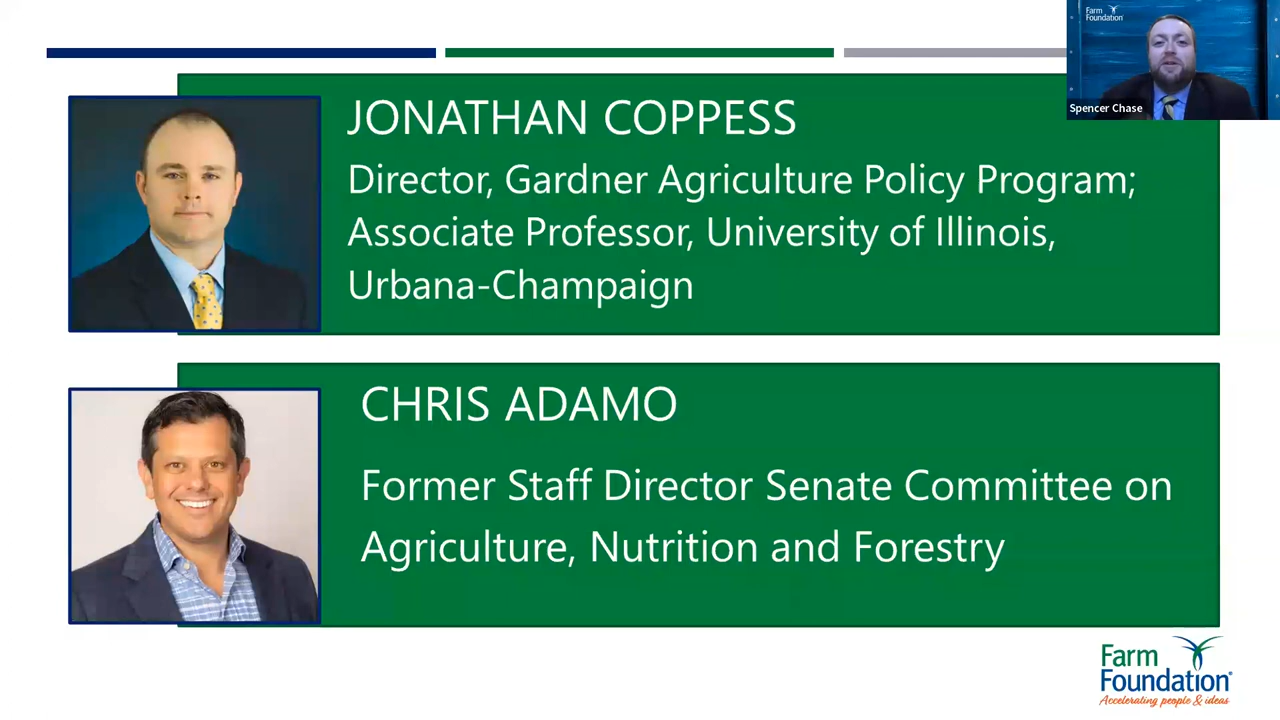 Farm
Foundation
Spencer Chase
JONATHAN COPPESS
Director, Gardner Agriculture Policy Program;
Associate Professor, University of Illinois,
Urbana-Champaign
CHRIS ADAMO
Former Staff Director Senate Committee on
Agriculture, Nutrition and Forestry
Farm
Foundation®
Accelerating people & ideas